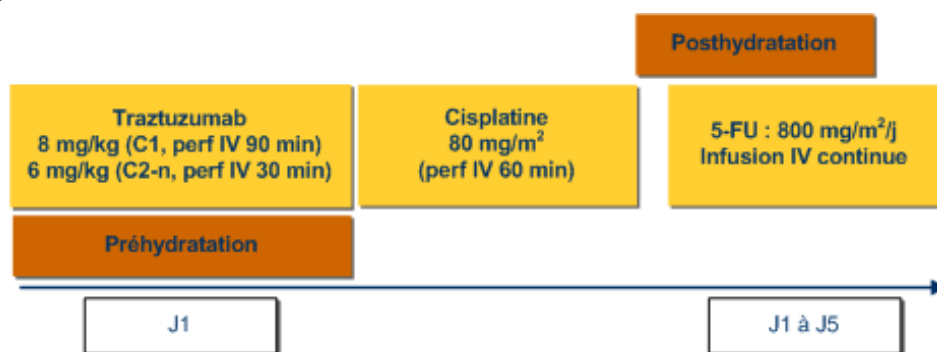 Posthydratation
Traztuzumab
8 mg/kg (C1, perf IV 90 min)
6 mg/kg (C2-n, perf IV 30 min)
Cisplatine
80 mg/m²
(perf IV 60 min)
5-FU : 800 mg/m²/j
Infusion IV continue
Préhydratation
J1
J1 à J5